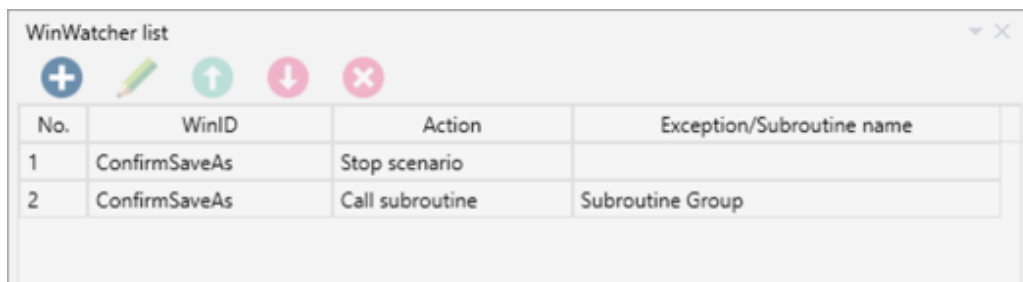 WinWatcher list
No. WinID Action Exception/Subroutine name
1 ConfirmSaveAs Stop scenario
2 ConfirmSaveAs Call subroutine Subroutine Group